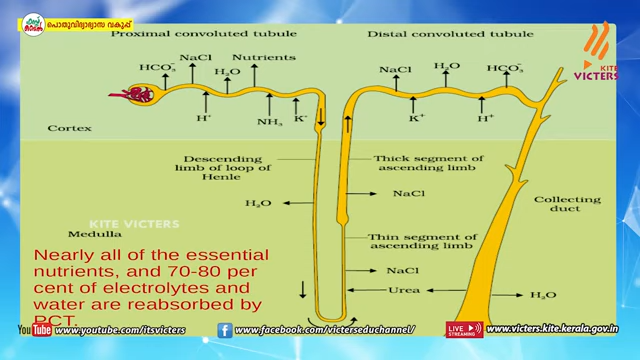 പൊതുവിദ്യാഭ്യാസ വകുപ്പ്
KITE
VICTERS
Proximal convoluted tubule
Distal convoluted tubule
HCO₃⁻
NaCl
H₂O
Nutrients
NaCl
H₂O
HCO₃⁻
H⁺
NH₃
K⁺
K⁺
H⁺
Cortex
Descending
limb of loop of
Henle
Thick segment of
ascending limb
NaCl
H₂O
Collecting
duct
KITE VICTERS
Medulla
Thin segment of
ascending limb
NaCl
Urea
H₂O
Nearly all of the essential
nutrients, and 70-80 per
cent of electrolytes and
water are reabsorbed by
PCT.
YouTube www.youtube.com/itsvicters
www.facebook.com/victerseduchannel/
LIVE
STREAMING
www.victers.kite.kerala.gov.in